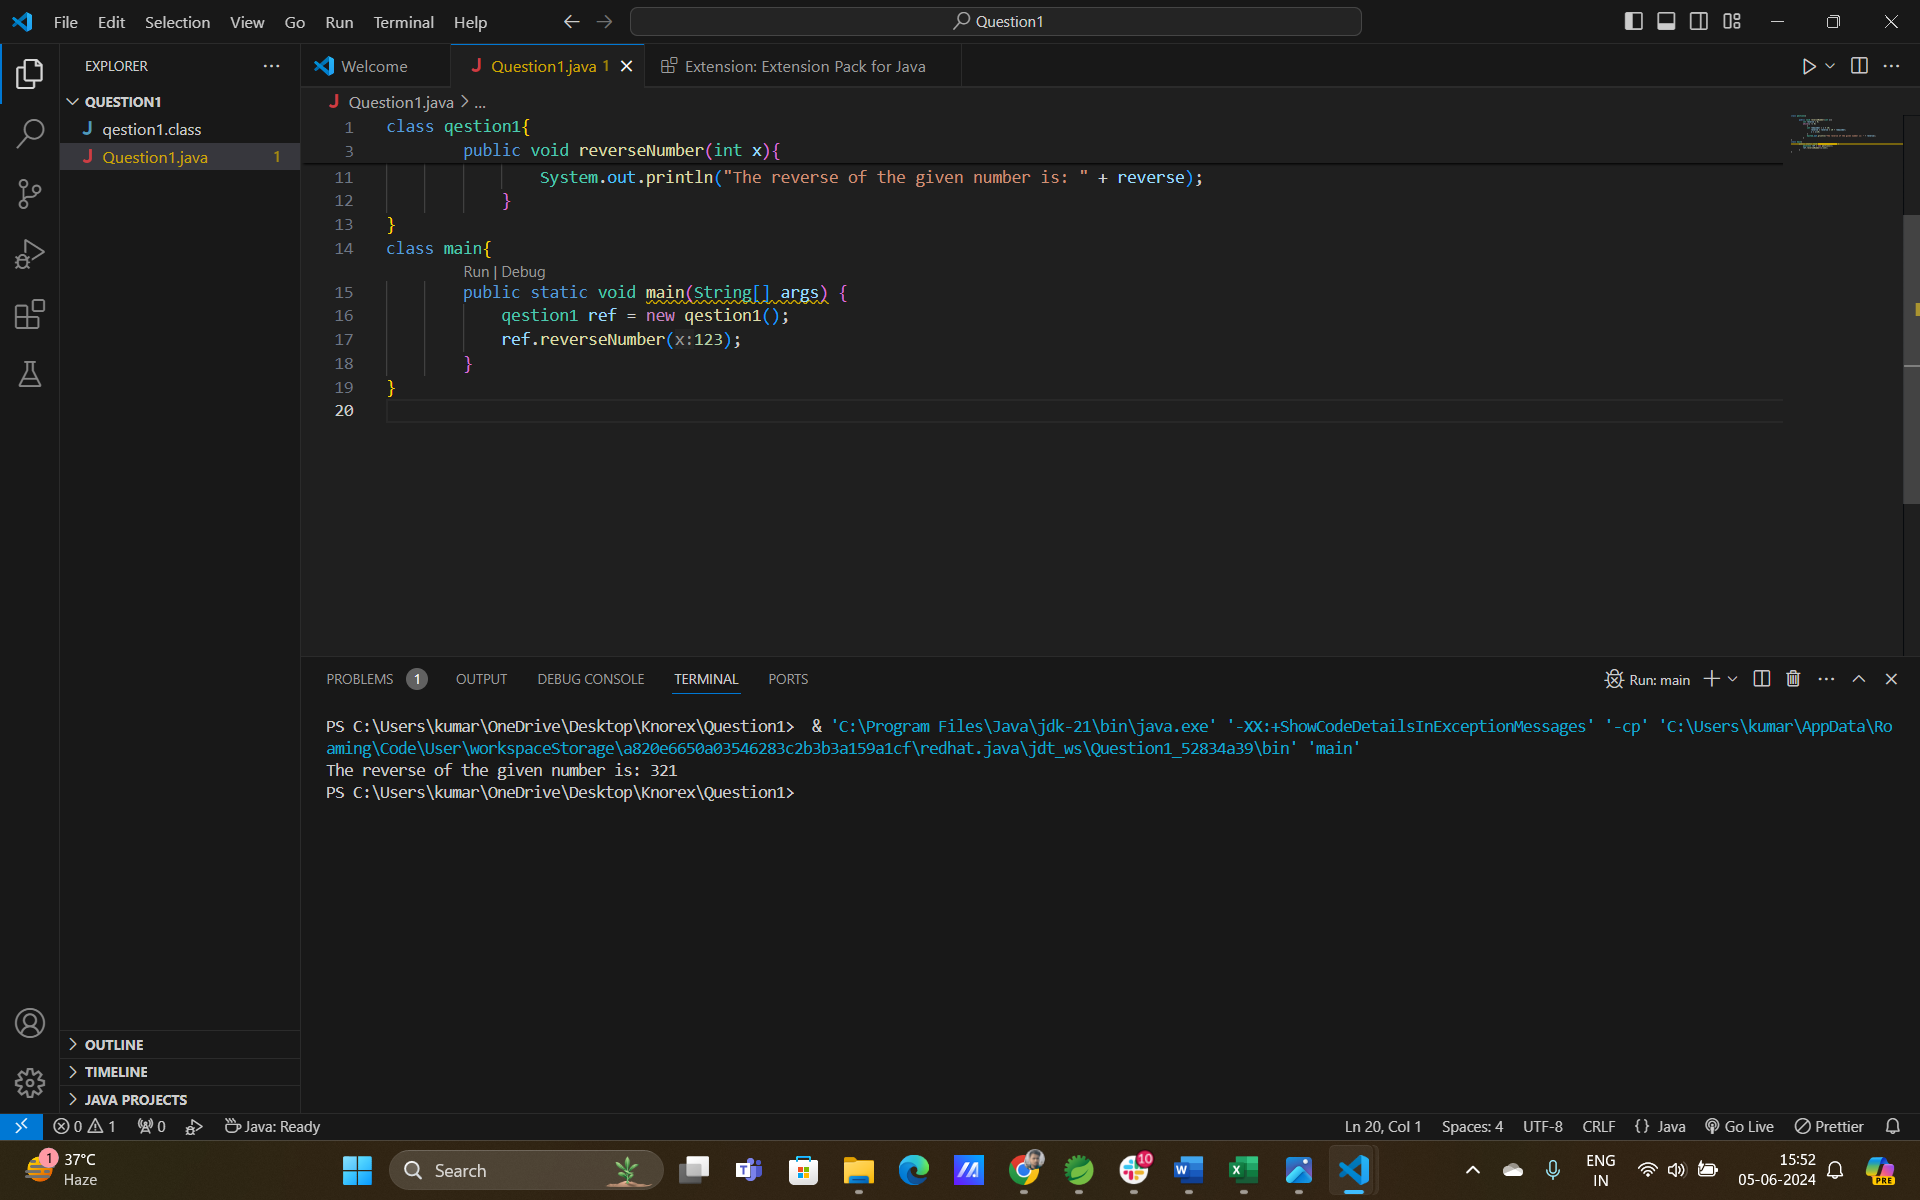 File Edit Selection View Go Run Terminal Help
Question1
EXPLORER
QUESTION1
qestion1.class
Question1.java 1
OUTLINE
TIMELINE
JAVA PROJECTS
Welcome
Question1.java 1
Extension: Extension Pack for Java
Question1.java > ...
1 class qestion1{
3 public void reverseNumber(int x){
11 System.out.println("The reverse of the given number is: " + reverse);
12 }
13 }
14 class main{
Run | Debug
15 public static void main(String[] args) {
16 qestion1 ref = new qestion1();
17 ref.reverseNumber(x:123);
18 }
19 }
20
PROBLEMS 1 OUTPUT DEBUG CONSOLE TERMINAL PORTS
Run: main
PS C:\Users\kumar\OneDrive\Desktop\Knorex\Question1> & 'C:\Program Files\Java\jdk-21\bin\java.exe' '-XX:+ShowCodeDetailsInExceptionMessages' '-cp' 'C:\Users\kumar\AppData\Ro
aming\Code\User\workspaceStorage\a820e6650a03546283c2b3b3a159a1cf\redhat.java\jdt_ws\Question1_52834a39\bin' 'main'
The reverse of the given number is: 321
PS C:\Users\kumar\OneDrive\Desktop\Knorex\Question1>
0 1 0 Java: Ready
Ln 20, Col 1 Spaces: 4 UTF-8 CRLF {} Java Go Live Prettier
1
37°C
Haze
Search
10
ENG
IN
15:52
05-06-2024
PRE